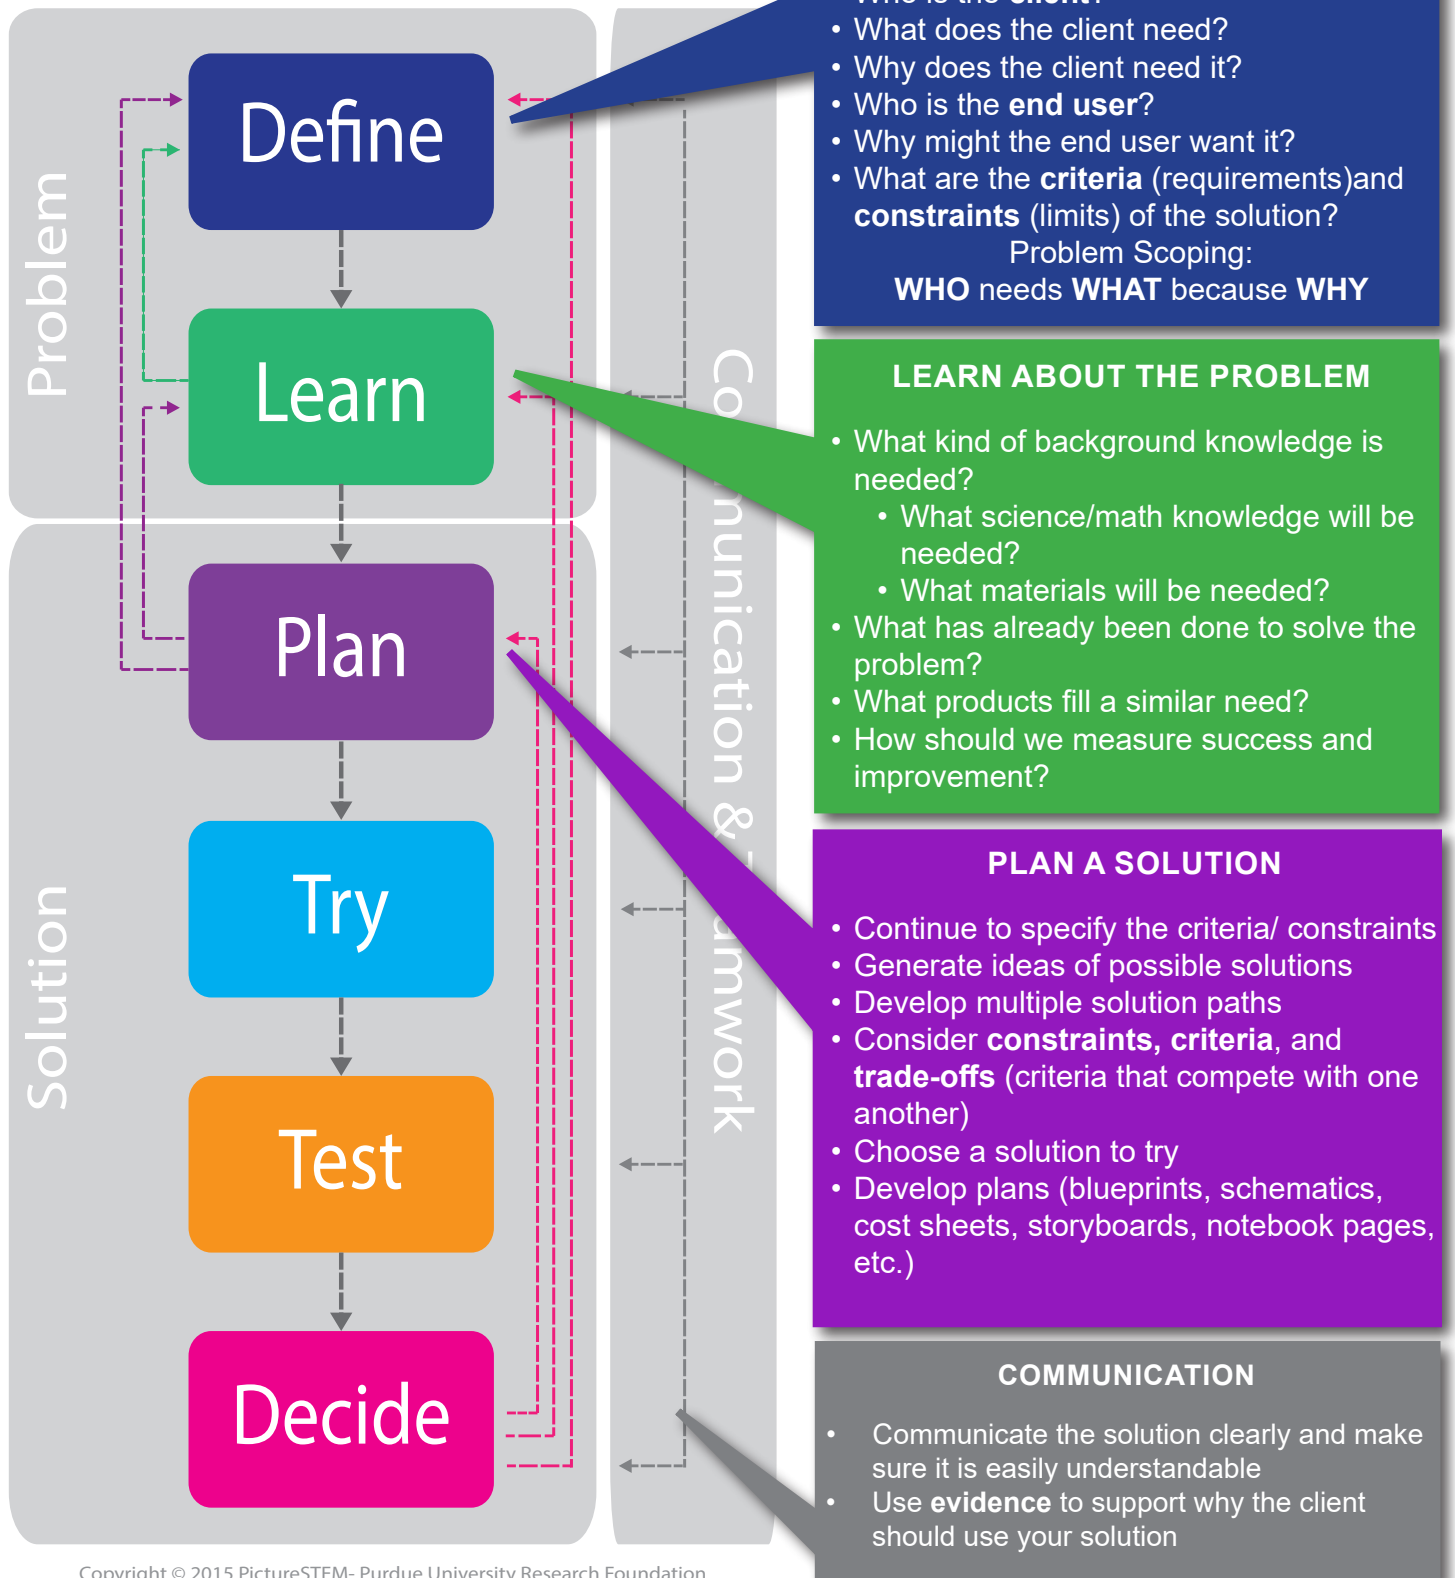 Problem
Define
Learn
Solution
Plan
Try
Test
Decide
Communication &
Who is the client?
• What does the client need?
• Why does the client need it?
• Who is the end user?
• Why might the end user want it?
• What are the criteria (requirements)and
constraints (limits) of the solution?
Problem Scoping:
WHO needs WHAT because WHY
LEARN ABOUT THE PROBLEM
• What kind of background knowledge is
needed?
• What science/math knowledge will be
needed?
• What materials will be needed?
• What has already been done to solve the
problem?
• What products fill a similar need?
• How should we measure success and
improvement?
PLAN A SOLUTION
• Continue to specify the criteria/ constraints
• Generate ideas of possible solutions
• Develop multiple solution paths
• Consider constraints, criteria, and
trade-offs (criteria that compete with one
another)
• Choose a solution to try
• Develop plans (blueprints, schematics,
cost sheets, storyboards, notebook pages,
etc.)
COMMUNICATION
• Communicate the solution clearly and make
sure it is easily understandable
• Use evidence to support why the client
should use your solution
Copyright © 2015 PictureSTEM- Purdue University Research Foundation